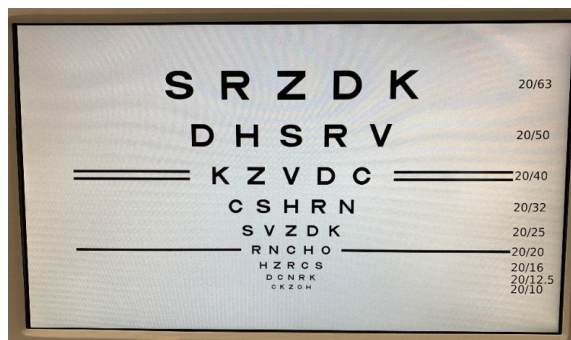 S R Z D K 20/63
D H S R V 20/50
K Z V D C 20/40
C S H R N 20/32
S V Z D K 20/25
R N C H O 20/20
H Z R C S 20/16
D C N R K 20/12.5
C K Z O H 20/10